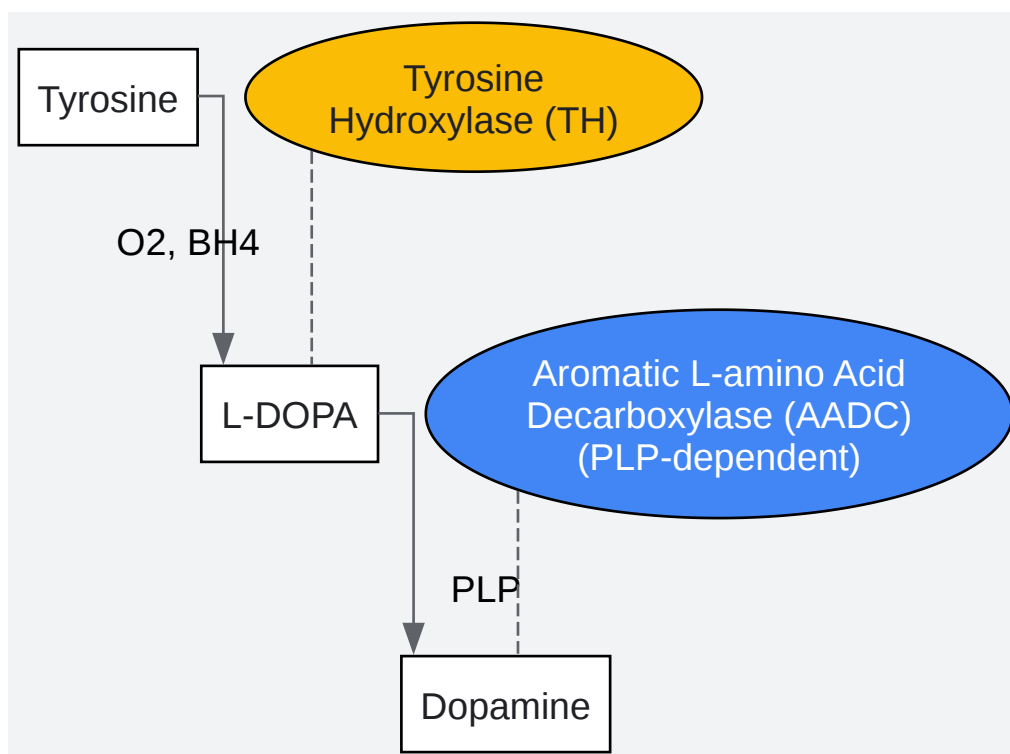 Tyrosine
Tyrosine
Hydroxylase (TH)
O2, BH4
L-DOPA
Aromatic L-amino Acid
Decarboxylase (AADC)
(PLP-dependent)
PLP
Dopamine